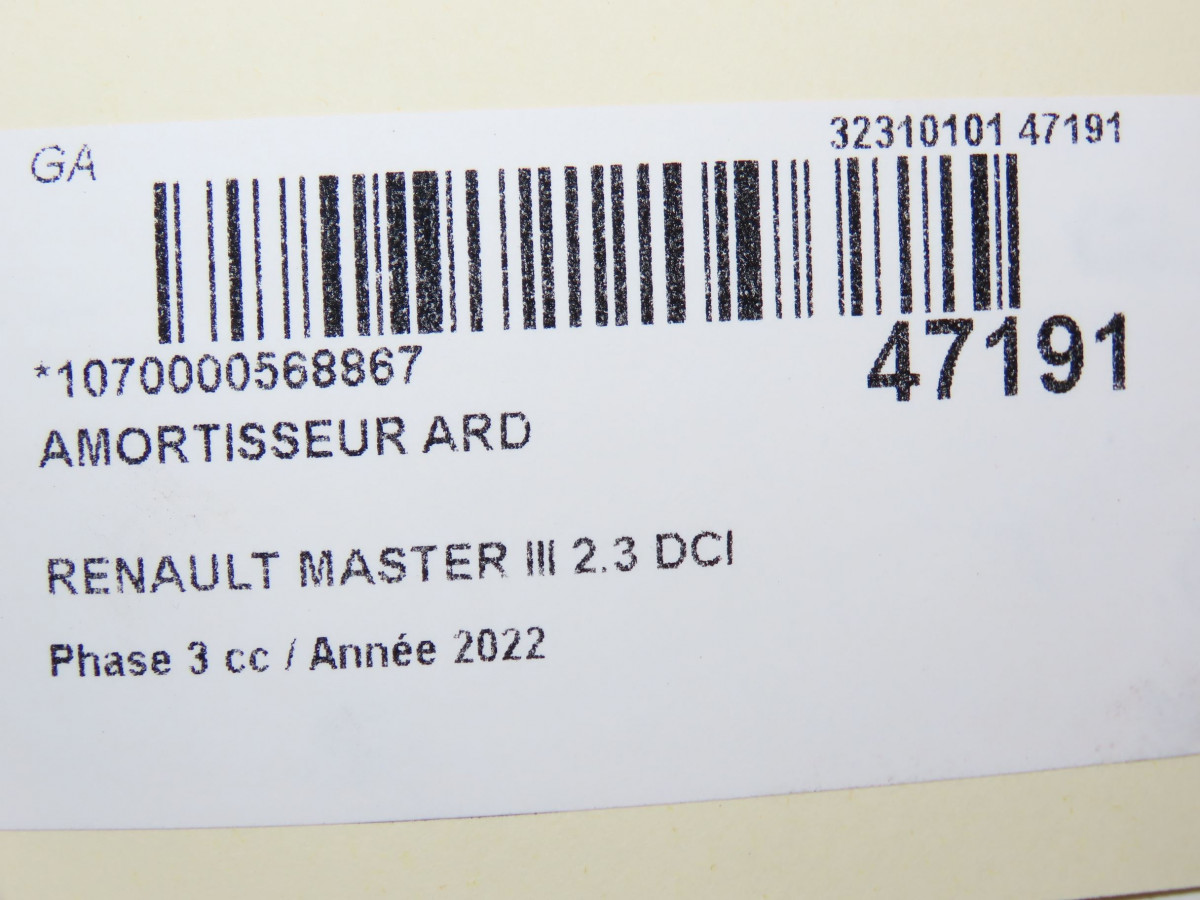 GA
32310101 47191
*1070000568867
47191
AMORTISSEUR ARD
RENAULT MASTER III 2.3 DCI
Phase 3 cc / Année 2022